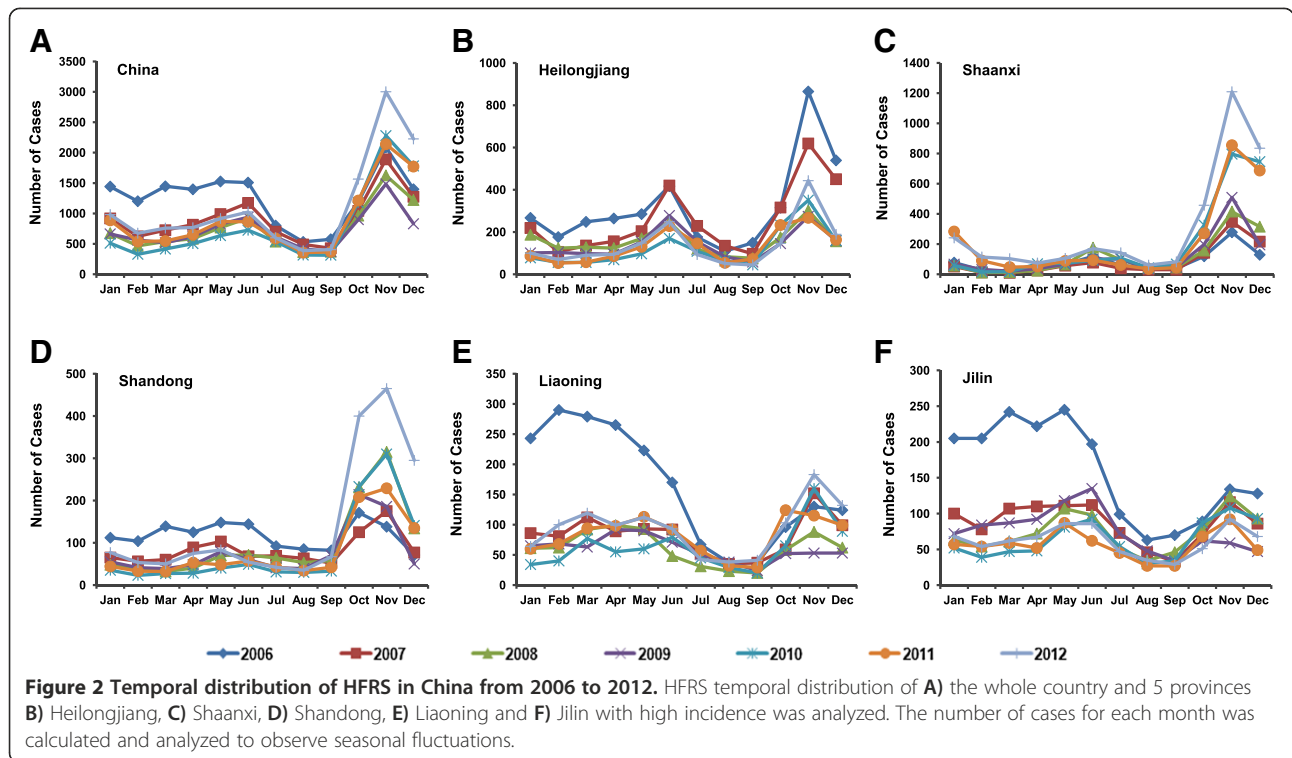 A
China
Number of Cases
3500
3000
2500
2000
1500
1000
500
0
Jan Feb Mar Apr May Jun Jul Aug Sep Oct Nov Dec
B
Heilongjiang
Number of Cases
1000
800
600
400
200
0
Jan Feb Mar Apr May Jun Jul Aug Sep Oct Nov Dec
C
Shaanxi
Number of Cases
1400
1200
1000
800
600
400
200
0
Jan Feb Mar Apr May Jun Jul Aug Sep Oct Nov Dec
D
Shandong
Number of Cases
500
400
300
200
100
0
Jan Feb Mar Apr May Jun Jul Aug Sep Oct Nov Dec
E
Liaoning
Number of Cases
350
300
250
200
150
100
50
0
Jan Feb Mar Apr May Jun Jul Aug Sep Oct Nov Dec
F
Jilin
Number of Cases
300
250
200
150
100
50
0
Jan Feb Mar Apr May Jun Jul Aug Sep Oct Nov Dec
2006 2007 2008 2009 2010 2011 2012
Figure 2 Temporal distribution of HFRS in China from 2006 to 2012. HFRS temporal distribution of A) the whole country and 5 provinces
B) Heilongjiang, C) Shaanxi, D) Shandong, E) Liaoning and F) Jilin with high incidence was analyzed. The number of cases for each month was
calculated and analyzed to observe seasonal fluctuations.